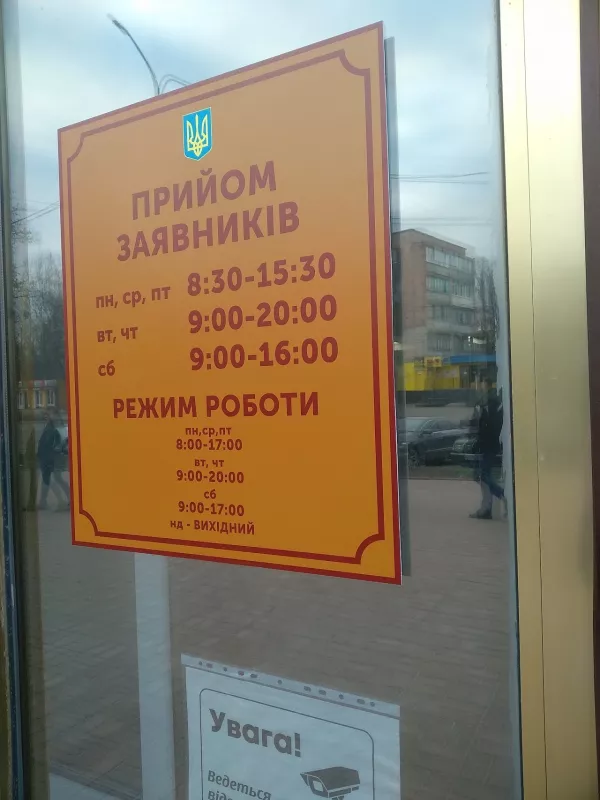 ПРИЙОМ
ЗАЯВНИКІВ
пн, ср, пт 8:30-15:30
вт, чт 9:00-20:00
сб 9:00-16:00
РЕЖИМ РОБОТИ
пн,ср,пт
8:00-17:00
вт, чт
9:00-20:00
сб
9:00-17:00
нд - ВИХІДНИЙ
Увага!
Ведеться